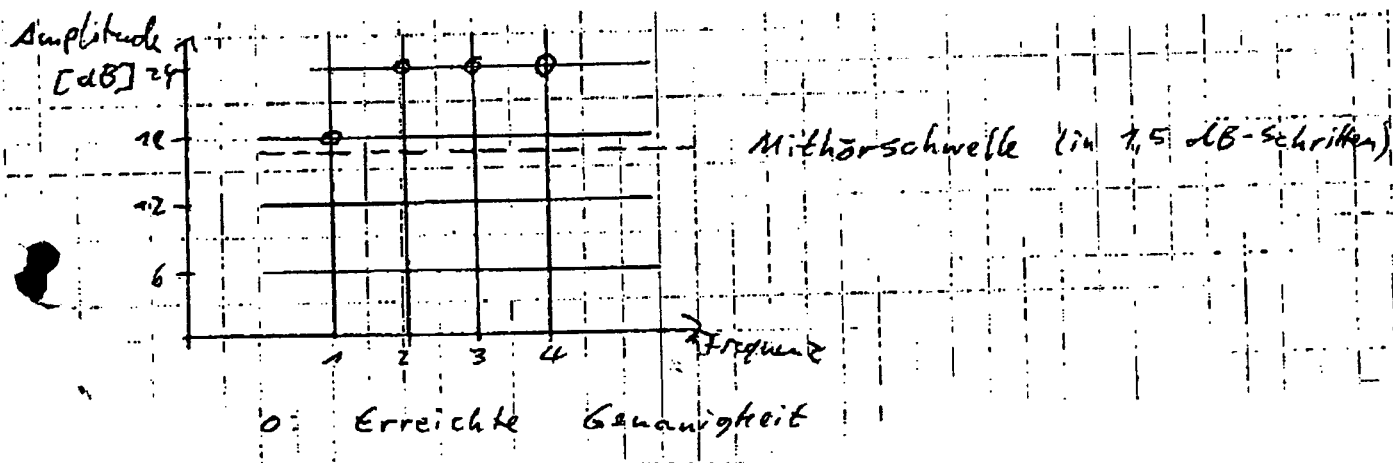 Amplitude
[dB] 24
18
Mithörschwelle (in 1,5 dB-Schritten)
12
6
1 2 3 4 Frequenz
o: Erreichte Genauigkeit